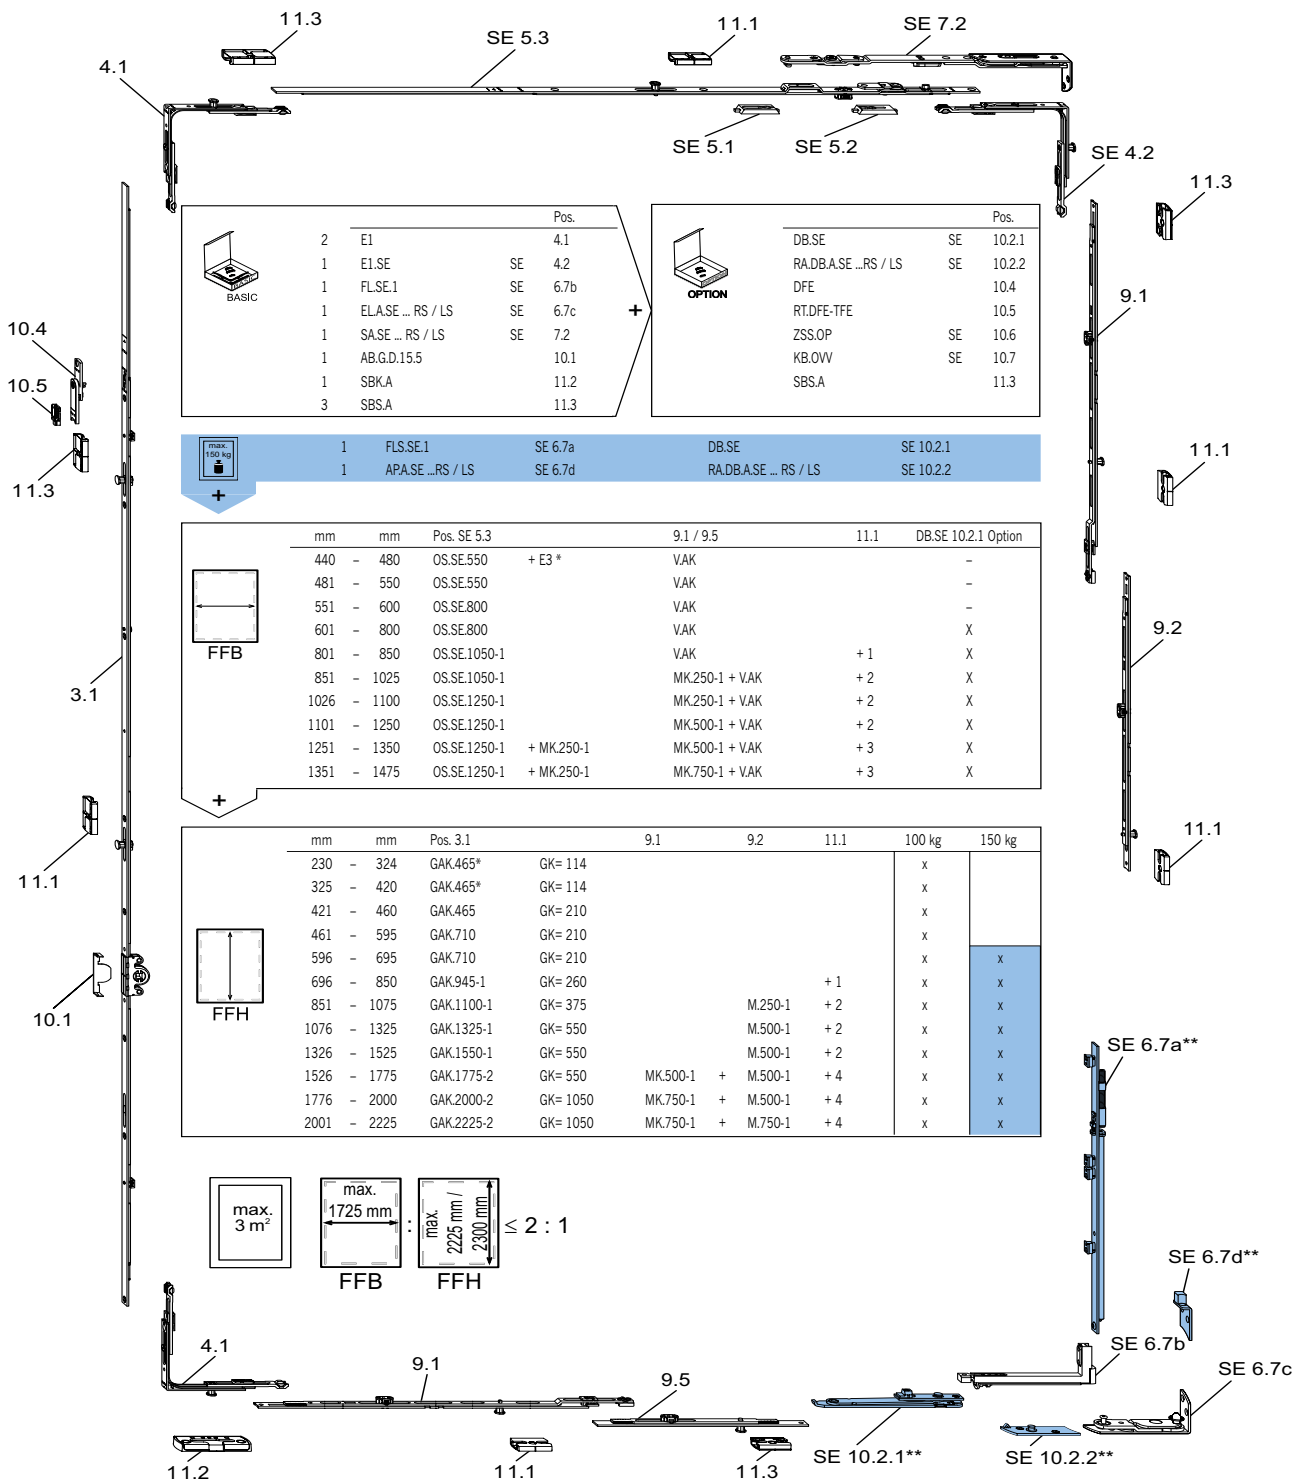 11.3
SE 5.3
11.1
SE 7.2
4.1
SE 5.1
SE 5.2
SE 4.2
11.3
Pos.
2 E1 4.1
1 E1.SE SE 4.2
1 FL.SE.1 SE 6.7b
1 EL.A.SE ... RS / LS SE 6.7c
1 SA.SE ... RS / LS SE 7.2
1 AB.G.D.15.5 10.1
1 SBK.A 11.2
3 SBS.A 11.3
BASIC
+
Pos.
DB.SE SE 10.2.1
RA.DB.A.SE ...RS / LS SE 10.2.2
DFE 10.4
RT.DFE-TFE 10.5
ZSS.OP SE 10.6
KB.OVV SE 10.7
SBS.A 11.3
OPTION
9.1
10.4
10.5
11.3
max.
150 kg
1 FLS.SE.1 SE 6.7a DB.SE SE 10.2.1
1 AP.A.SE ...RS / LS SE 6.7d RA.DB.A.SE ... RS / LS SE 10.2.2
+
11.1
mm mm Pos. SE 5.3 9.1 / 9.5 11.1 DB.SE 10.2.1 Option
440 – 480 OS.SE.550 + E3 * V.AK –
481 – 550 OS.SE.550 V.AK –
551 – 600 OS.SE.800 V.AK –
601 – 800 OS.SE.800 V.AK X
801 – 850 OS.SE.1050-1 V.AK + 1 X
851 – 1025 OS.SE.1050-1 MK.250-1 + V.AK + 2 X
1026 – 1100 OS.SE.1250-1 MK.250-1 + V.AK + 2 X
1101 – 1250 OS.SE.1250-1 MK.500-1 + V.AK + 2 X
1251 – 1350 OS.SE.1250-1 + MK.250-1 MK.500-1 + V.AK + 3 X
1351 – 1475 OS.SE.1250-1 + MK.250-1 MK.750-1 + V.AK + 3 X
FFB
+
9.2
3.1
11.1
11.1
10.1
mm mm Pos. 3.1 9.1 9.2 11.1 100 kg 150 kg
230 – 324 GAK.465* GK= 114 x
325 – 420 GAK.465* GK= 114 x
421 – 460 GAK.465 GK= 210 x
461 – 595 GAK.710 GK= 210 x
596 – 695 GAK.710 GK= 210 x x
696 – 850 GAK.945-1 GK= 260 + 1 x x
851 – 1075 GAK.1100-1 GK= 375 M.250-1 + 2 x x
1076 – 1325 GAK.1325-1 GK= 550 M.500-1 + 2 x x
1326 – 1525 GAK.1550-1 GK= 550 M.500-1 + 2 x x
1526 – 1775 GAK.1775-2 GK= 550 MK.500-1 + M.500-1 + 4 x x
1776 – 2000 GAK.2000-2 GK= 1050 MK.750-1 + M.500-1 + 4 x x
2001 – 2225 GAK.2225-2 GK= 1050 MK.750-1 + M.750-1 + 4 x x
FFH
SE 6.7a**
max.
3 m²
max.
1725 mm
FFB
:
max.
2225 mm /
2300 mm
FFH
≤ 2 : 1
SE 6.7d**
4.1
9.1
9.5
SE 6.7b
SE 6.7c
11.2
11.1
11.3
SE 10.2.1**
SE 10.2.2**